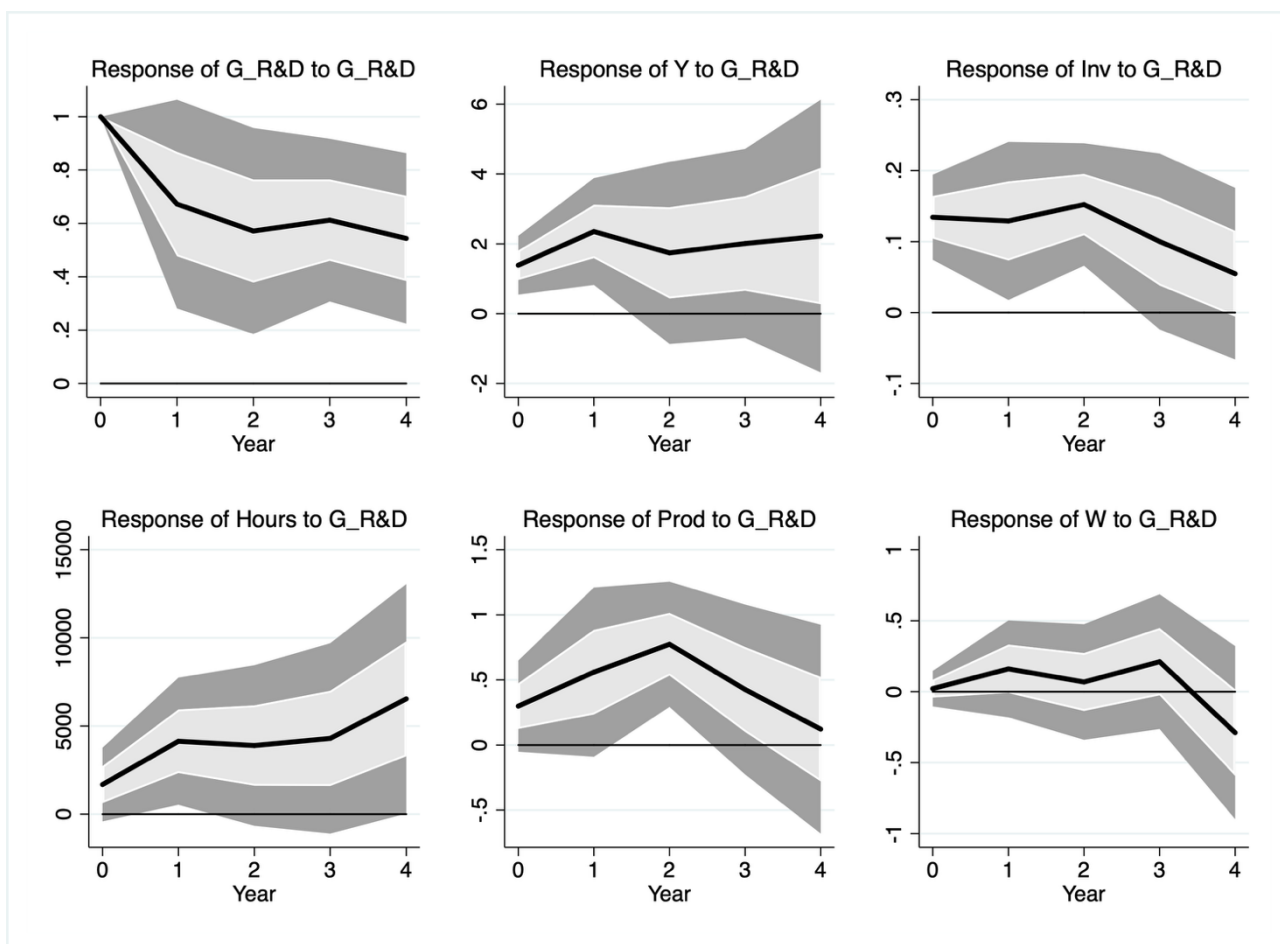 Response of G_R&D to G_R&D
1
.8
.6
.4
.2
0
0 1 2 3 4
Year
Response of Y to G_R&D
6
4
2
0
-2
0 1 2 3 4
Year
Response of Inv to G_R&D
.3
.2
.1
0
-.1
0 1 2 3 4
Year
Response of Hours to G_R&D
15000
10000
5000
0
0 1 2 3 4
Year
Response of Prod to G_R&D
1.5
1
.5
0
-.5
0 1 2 3 4
Year
Response of W to G_R&D
1
.5
0
-.5
-1
0 1 2 3 4
Year